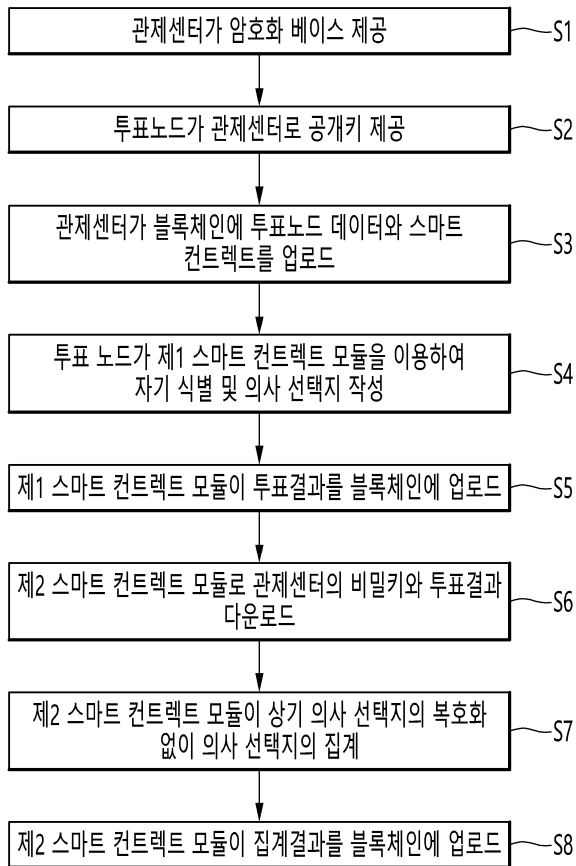 관제센터가 암호화 베이스 제공
S1
투표노드가 관제센터로 공개키 제공
S2
관제센터가 블록체인에 투표노드 데이터와 스마트
컨트렉트를 업로드
S3
투표 노드가 제1 스마트 컨트렉트 모듈을 이용하여
자기 식별 및 의사 선택지 작성
S4
제1 스마트 컨트렉트 모듈이 투표결과를 블록체인에 업로드
S5
제2 스마트 컨트렉트 모듈로 관제센터의 비밀키와 투표결과
다운로드
S6
제2 스마트 컨트렉트 모듈이 상기 의사 선택지의 복호화
없이 의사 선택지의 집계
S7
제2 스마트 컨트렉트 모듈이 집계결과를 블록체인에 업로드
S8